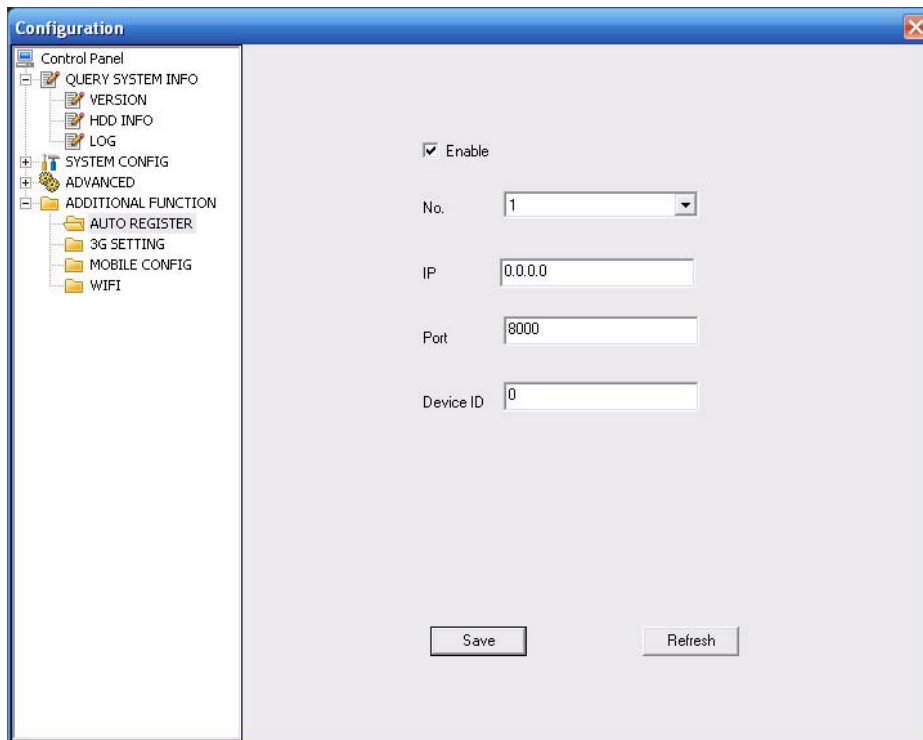 Configuration
Control Panel
QUERY SYSTEM INFO
VERSION
HDD INFO
LOG
SYSTEM CONFIG
ADVANCED
ADDITIONAL FUNCTION
AUTO REGISTER
3G SETTING
MOBILE CONFIG
WIFI
Enable
No. 1
IP 0.0.0.0
Port 8000
Device ID 0
Save Refresh